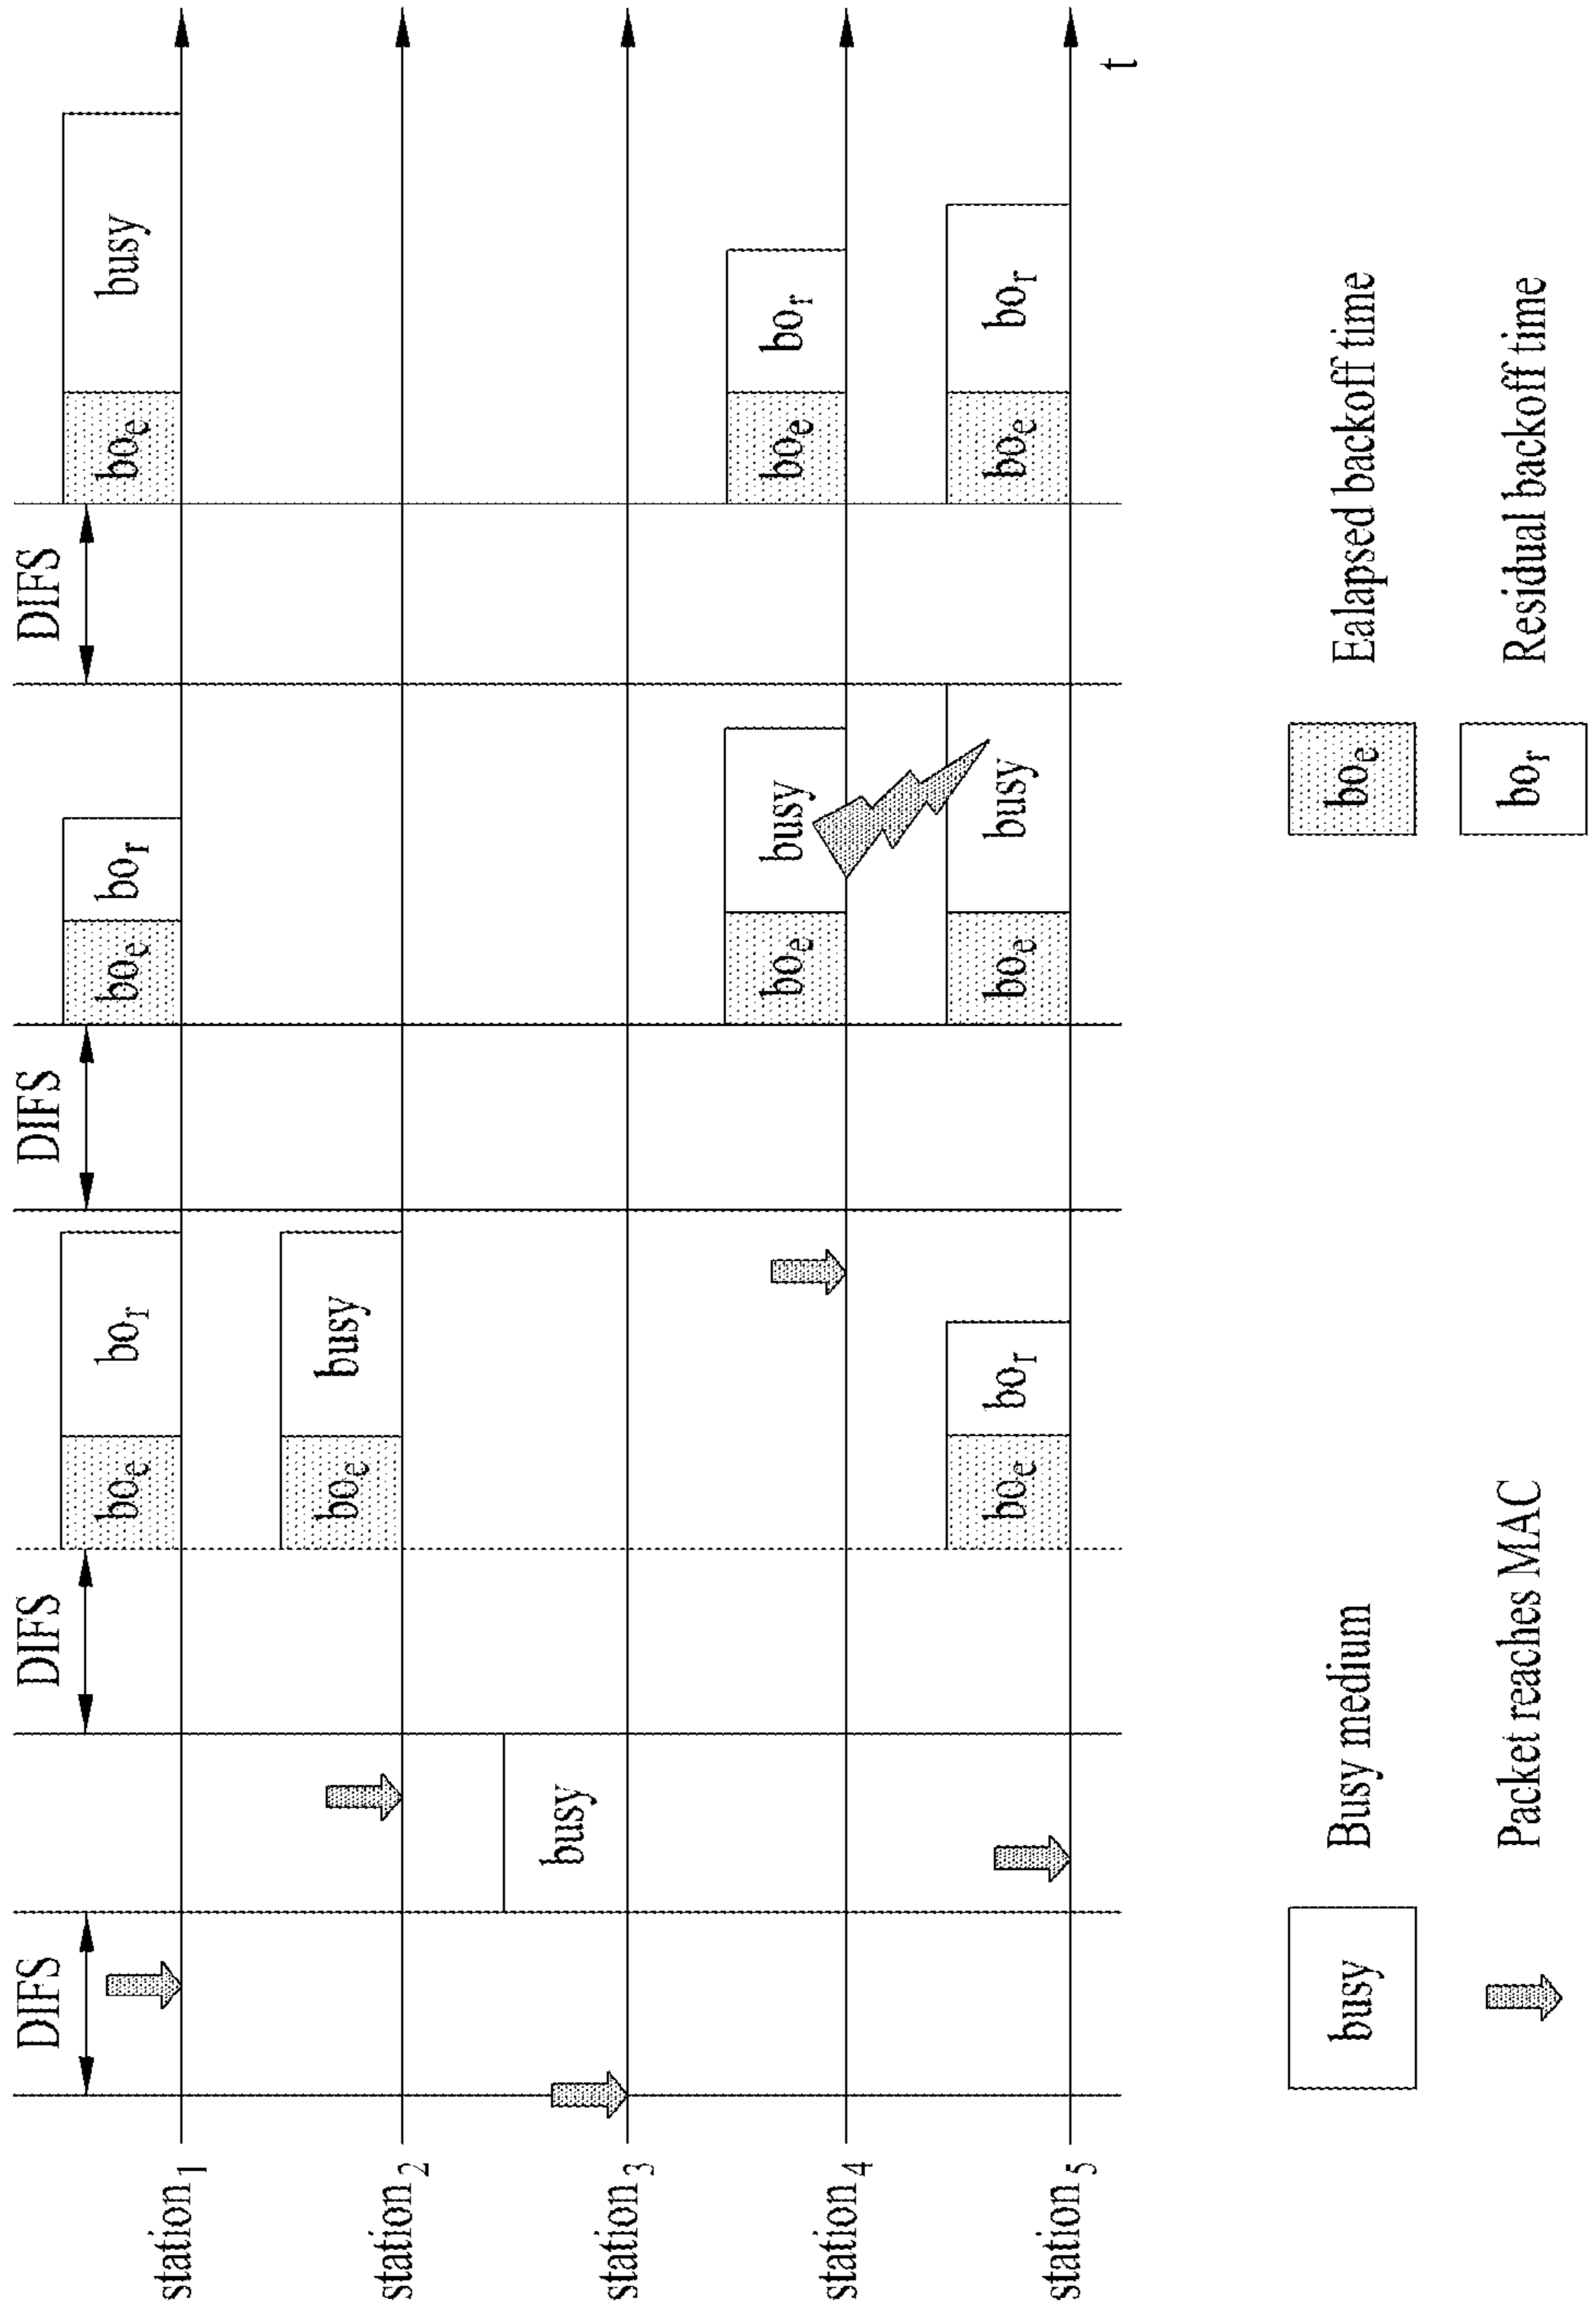 DIFS DIFS DIFS DIFS
station1 boe bor boe bor boe busy
station2 boe busy
station3 busy
station4 boe busy boe bor
station5 boe bor boe busy boe bor
t
busy Busy medium boe Ealapsed backoff time
Packet reaches MAC bor Residual backoff time